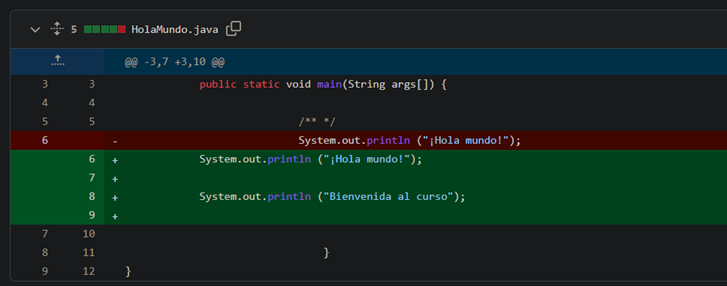 5 HolaMundo.java
@@ -3,7 +3,10 @@
3 3 public static void main(String args[]) {
4 4
5 5 /** */
6 - System.out.println ("¡Hola mundo!");
6 + System.out.println ("¡Hola mundo!");
7 +
8 + System.out.println ("Bienvenida al curso");
9 +
7 10
8 11 }
9 12 }